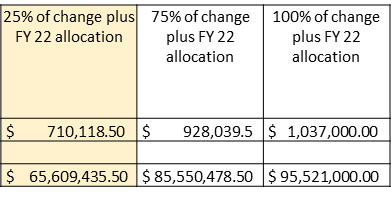 25% of change plus FY 22 allocation
75% of change plus FY 22 allocation
100% of change plus FY 22 allocation
$ 710,118.50 $ 928,039.5 $ 1,037,000.00
$ 65,609,435.50 $ 85,550,478.50 $ 95,521,000.00